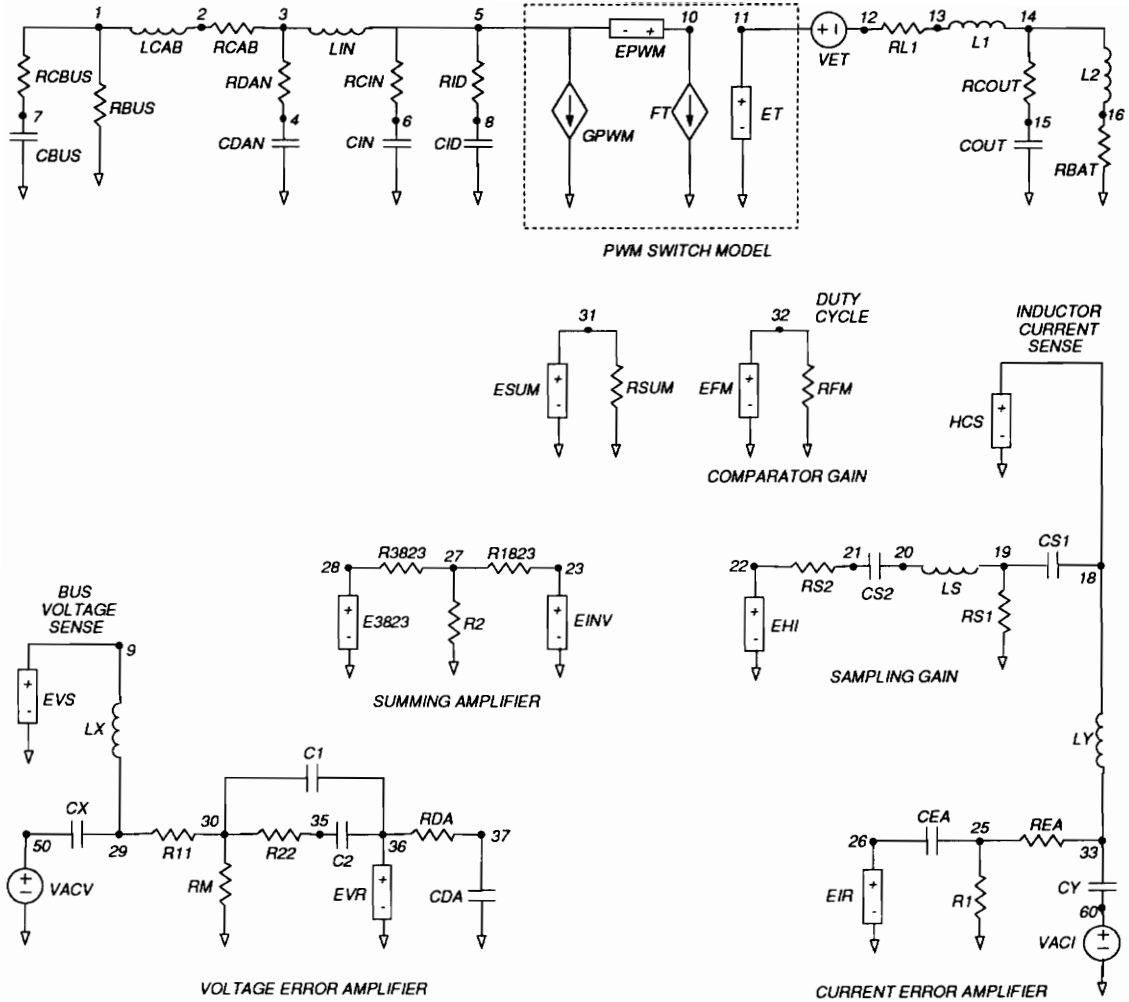 1
2
3
5
10
11
12
13
14
LCAB
RCAB
LIN
EPWM
VET
RL1
L1
RCBUS
RBUS
RDAN
RCIN
RID
L2
RCOUT
7
4
6
8
GPWM
FT
ET
15
16
CBUS
CDAN
CIN
CID
COUT
RBAT
PWM SWITCH MODEL
31
32
DUTY
CYCLE
INDUCTOR
CURRENT
SENSE
ESUM
RSUM
EFM
RFM
HCS
COMPARATOR GAIN
28
R3823
27
R1823
23
22
RS2
21
CS2
20
LS
19
CS1
18
BUS
VOLTAGE
SENSE
9
E3823
R2
EINV
EHI
RS1
EVS
SUMMING AMPLIFIER
SAMPLING GAIN
LX
LY
C1
CX
50
29
R11
30
R22
35
C2
36
RDA
37
26
CEA
25
REA
33
VACV
RM
EVR
CDA
EIR
R1
CY
60
VACI
VOLTAGE ERROR AMPLIFIER
CURRENT ERROR AMPLIFIER